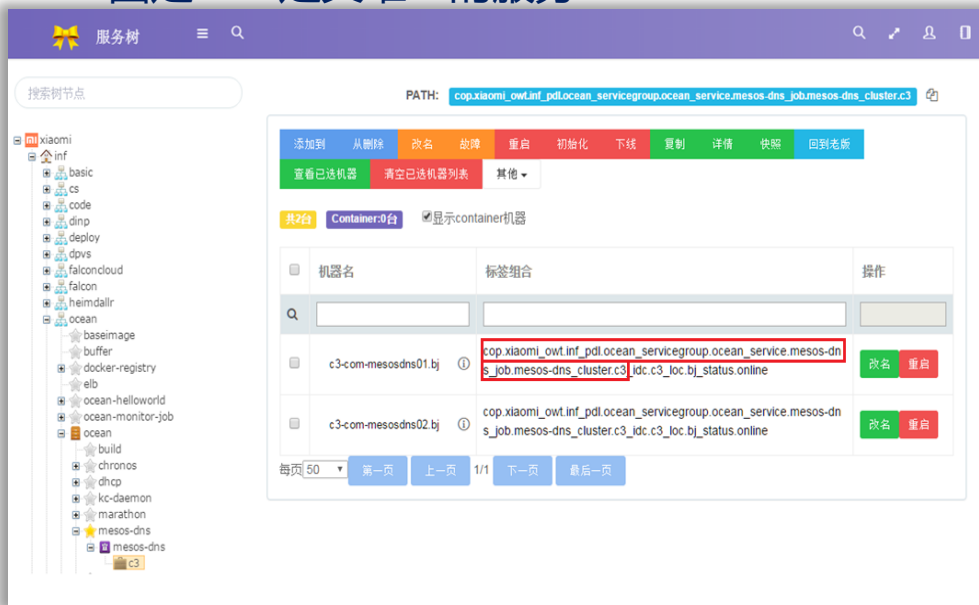 服务树
搜索树节点
PATH: cop.xiaomi_owt.inf_pdl.ocean_servicegroup.ocean_service.mesos-dns_job.mesos-dns_cluster.c3
xiaomi
inf
basic
cs
code
dinp
deploy
dpvs
falconcloud
falcon
heimdallr
ocean
baseimage
buffer
docker-registry
elb
ocean-helloworld
ocean-monitor-job
ocean
build
chronos
dhcp
kc-daemon
marathon
mesos-dns
mesos-dns
c3
添加到 从删除 改名 故障 重启 初始化 下线 复制 详情 快照 回到老版
查看已选机器 清空已选机器列表 其他
共2台 Container:0台 显示container机器
机器名 标签组合 操作
c3-com-mesosdns01.bj cop.xiaomi_owt.inf_pdl.ocean_servicegroup.ocean_service.mesos-dn
s_job.mesos-dns_cluster.c3_idc.c3_loc.bj_status.online 改名 重启
c3-com-mesosdns02.bj cop.xiaomi_owt.inf_pdl.ocean_servicegroup.ocean_service.mesos-dn
s_job.mesos-dns_cluster.c3_idc.c3_loc.bj_status.online 改名 重启
每页 50 第一页 上一页 1/1 下一页 最后一页